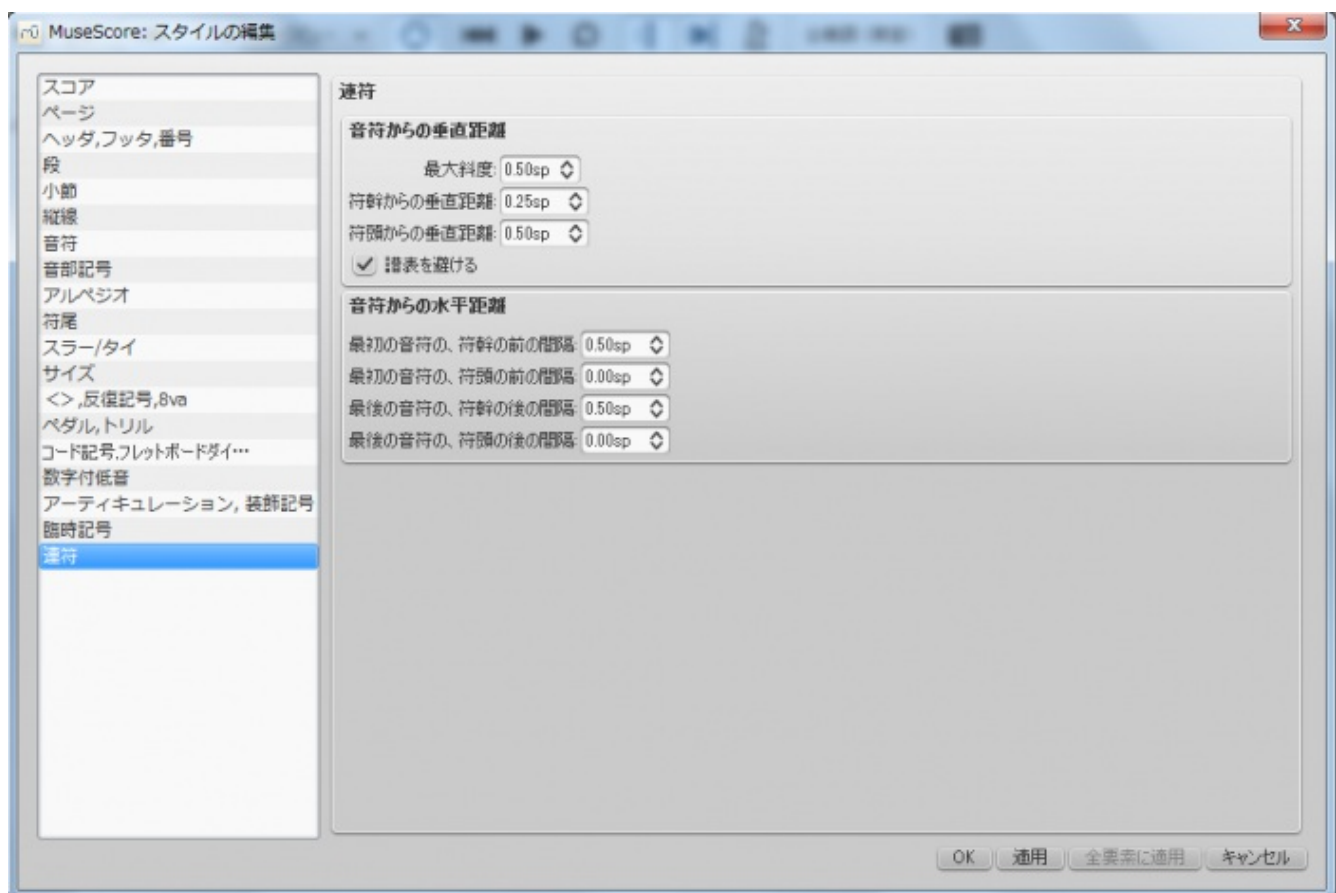 MuseScore: スタイルの編集
スコア
ページ
ヘッダ,フッタ,番号
段
小節
縦線
音符
音部記号
アルペジオ
符尾
スラー/タイ
サイズ
<> ,反復記号,8va
ペダル,トリル
コード記号,フレットボードダイ…
数字付低音
アーティキュレーション, 装飾記号
臨時記号
連符
連符
音符からの垂直距離
最大斜度: 0.50sp
符幹からの垂直距離: 0.25sp
符頭からの垂直距離: 0.50sp
譜表を避ける
音符からの水平距離
最初の音符の、符幹の前の間隔: 0.50sp
最初の音符の、符頭の前の間隔: 0.00sp
最後の音符の、符幹の後の間隔: 0.50sp
最後の音符の、符頭の後の間隔: 0.00sp
OK 適用 全要素に適用 キャンセル